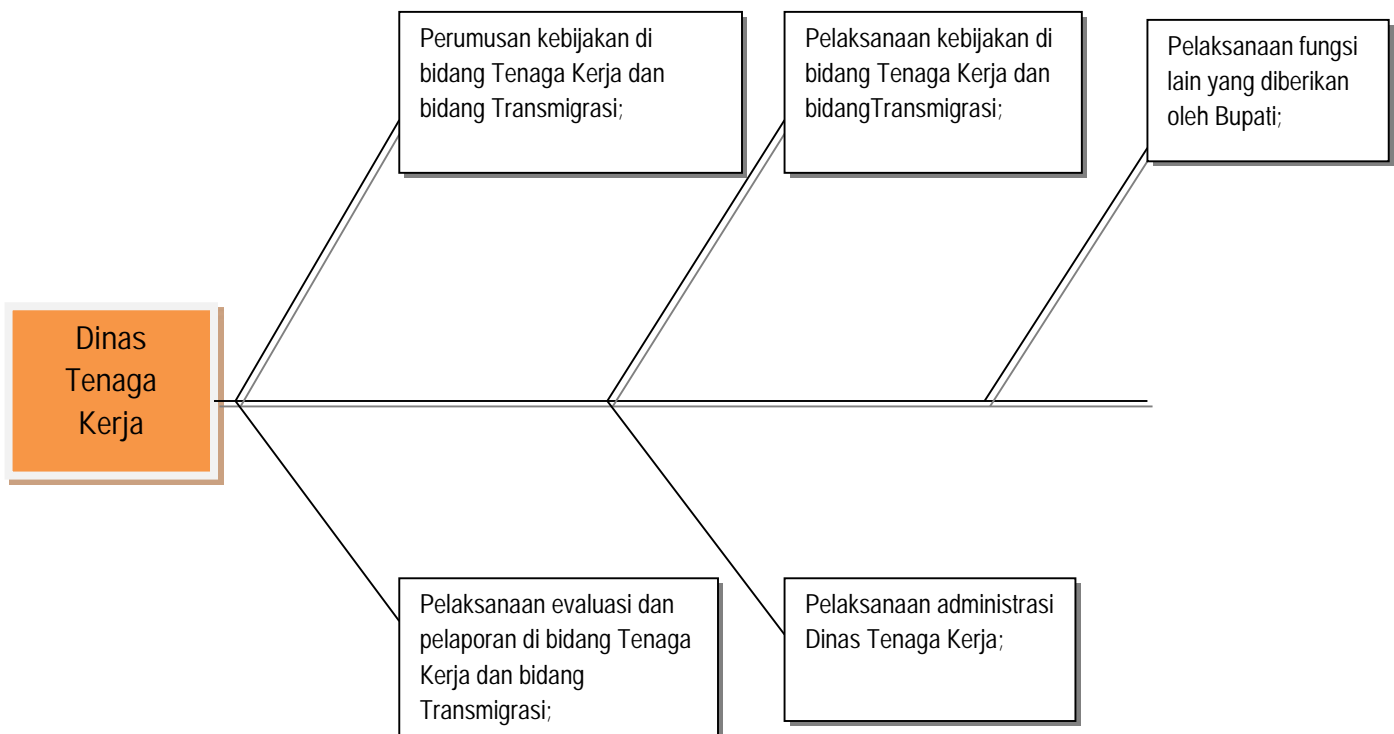 Perumusan kebijakan di
bidang Tenaga Kerja dan
bidang Transmigrasi;
Pelaksanaan kebijakan di
bidang Tenaga Kerja dan
bidangTransmigrasi;
Pelaksanaan fungsi
lain yang diberikan
oleh Bupati;
Dinas
Tenaga
Kerja
Pelaksanaan evaluasi dan
pelaporan di bidang Tenaga
Kerja dan bidang
Transmigrasi;
Pelaksanaan administrasi
Dinas Tenaga Kerja;